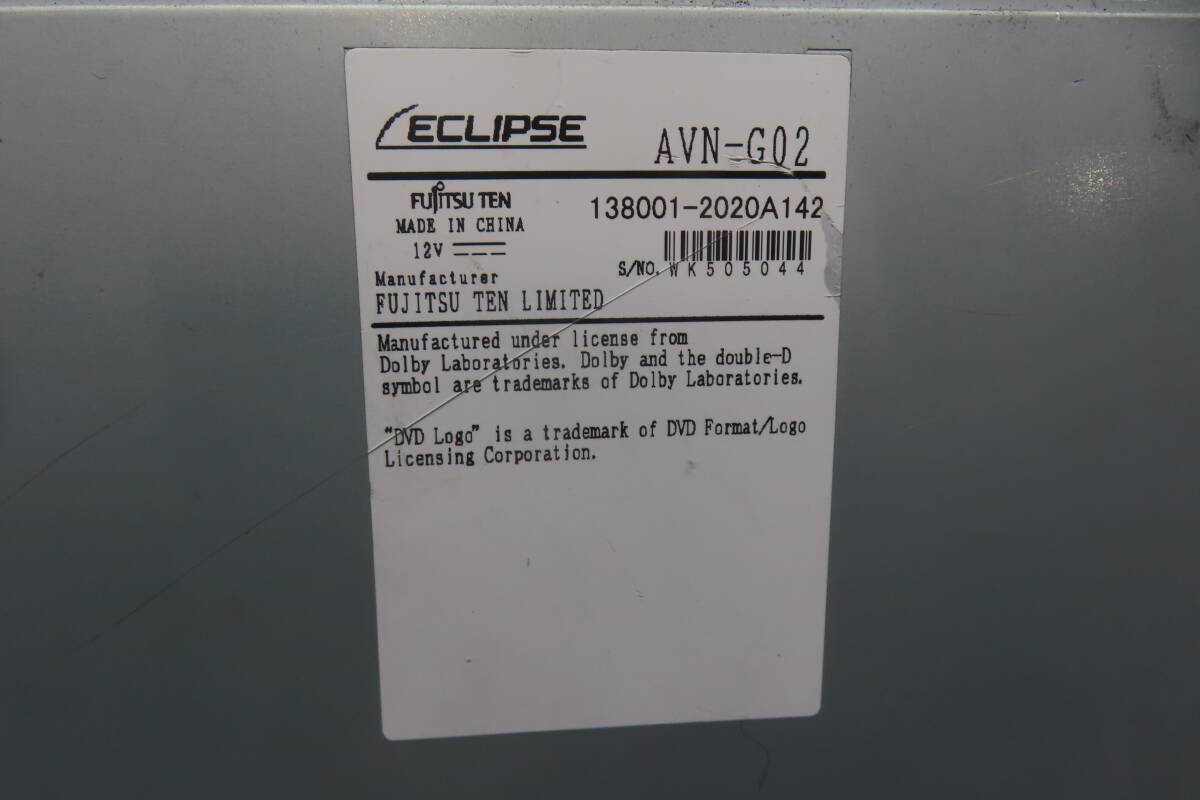 ECLIPSE
AVN-G02
FUJITSU TEN
138001-2020A142
MADE IN CHINA
12V
S/NO. WK505044
Manufacturer
FUJITSU TEN LIMITED
Manufactured under license from
Dolby Laboratories. Dolby and the double-D
symbol are trademarks of Dolby Laboratories.
“DVD Logo” is a trademark of DVD Format/Logo
Licensing Corporation.